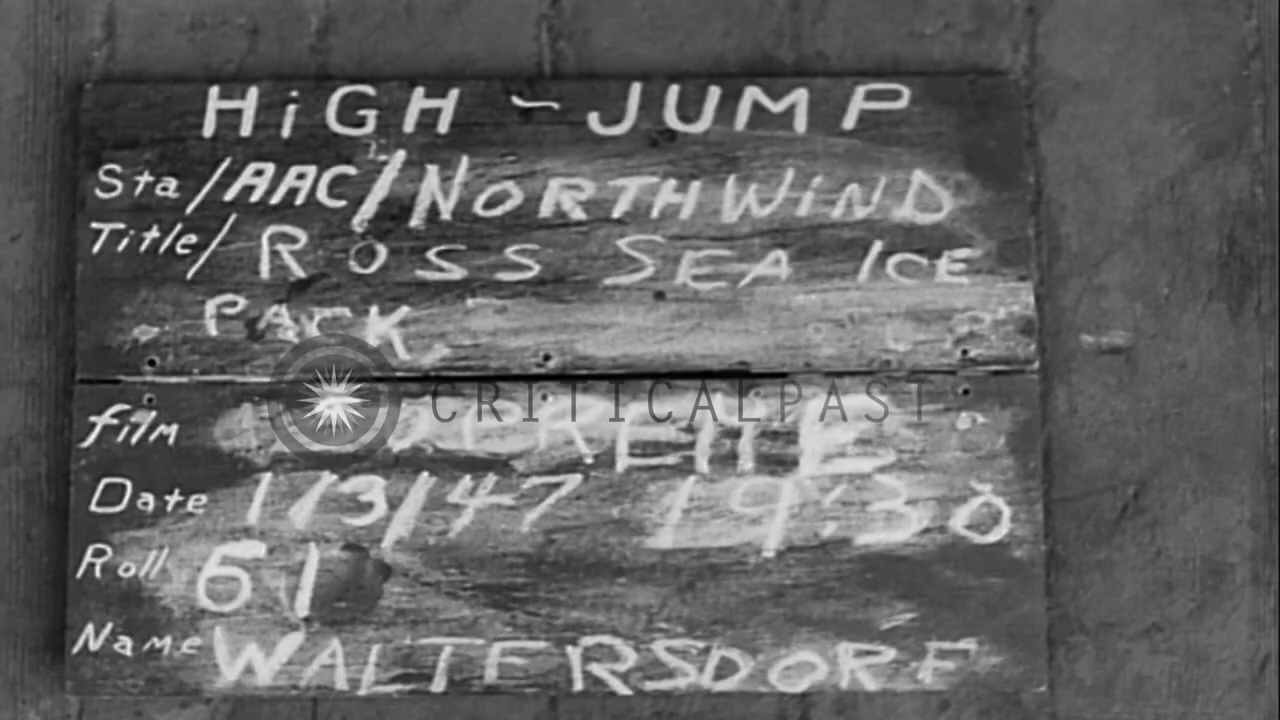 HiGH - JUMP
Sta/AAC/NORTHWiND
Title/ ROSS SEA ICE
PACK.
CRITICALPAST
film
Date 1/3/47 19:30
Roll 61
Name WALTERSDORF